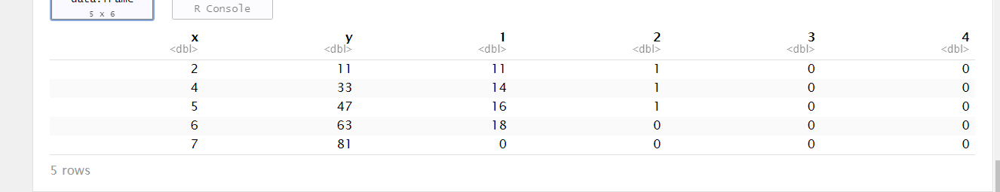 data.frame
5 x 6
R Console
x y 1 2 3 4
<dbl> <dbl> <dbl> <dbl> <dbl> <dbl>
2 11 11 1 0 0
4 33 14 1 0 0
5 47 16 1 0 0
6 63 18 0 0 0
7 81 0 0 0 0
5 rows